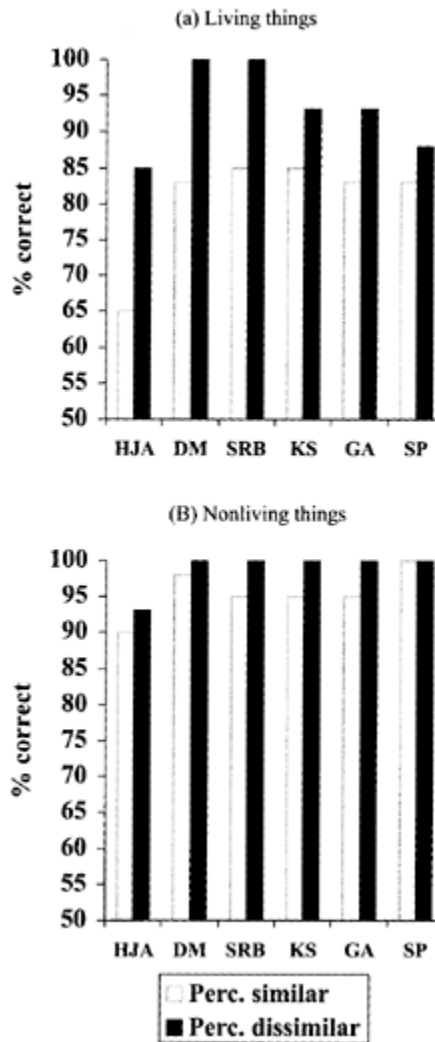 (a) Living things
100
95
90
85
80
75
70
65
60
55
50
% correct
HJA DM SRB KS GA SP
(B) Nonliving things
100
95
90
85
80
75
70
65
60
55
50
% correct
HJA DM SRB KS GA SP
Perc. similar
Perc. dissimilar